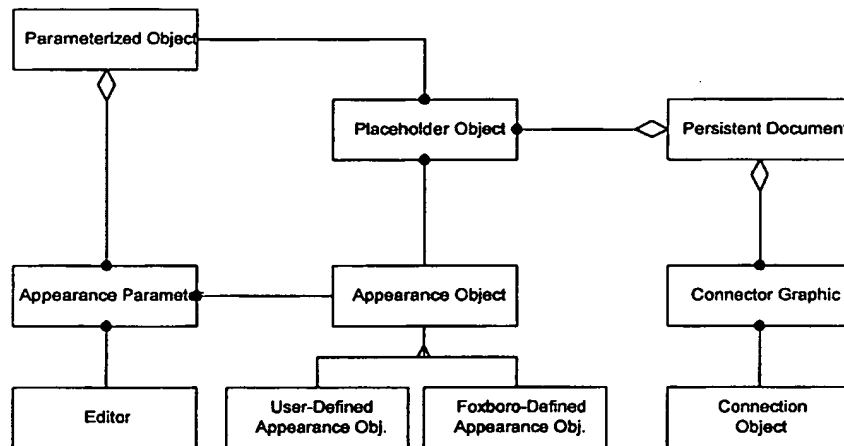 Parameterized Object
Placeholder Object
Persistent Document
Appearance Parameter
Appearance Object
Connector Graphic
Editor
User-Defined
Appearance Obj.
Foxboro-Defined
Appearance Obj.
Connection
Object